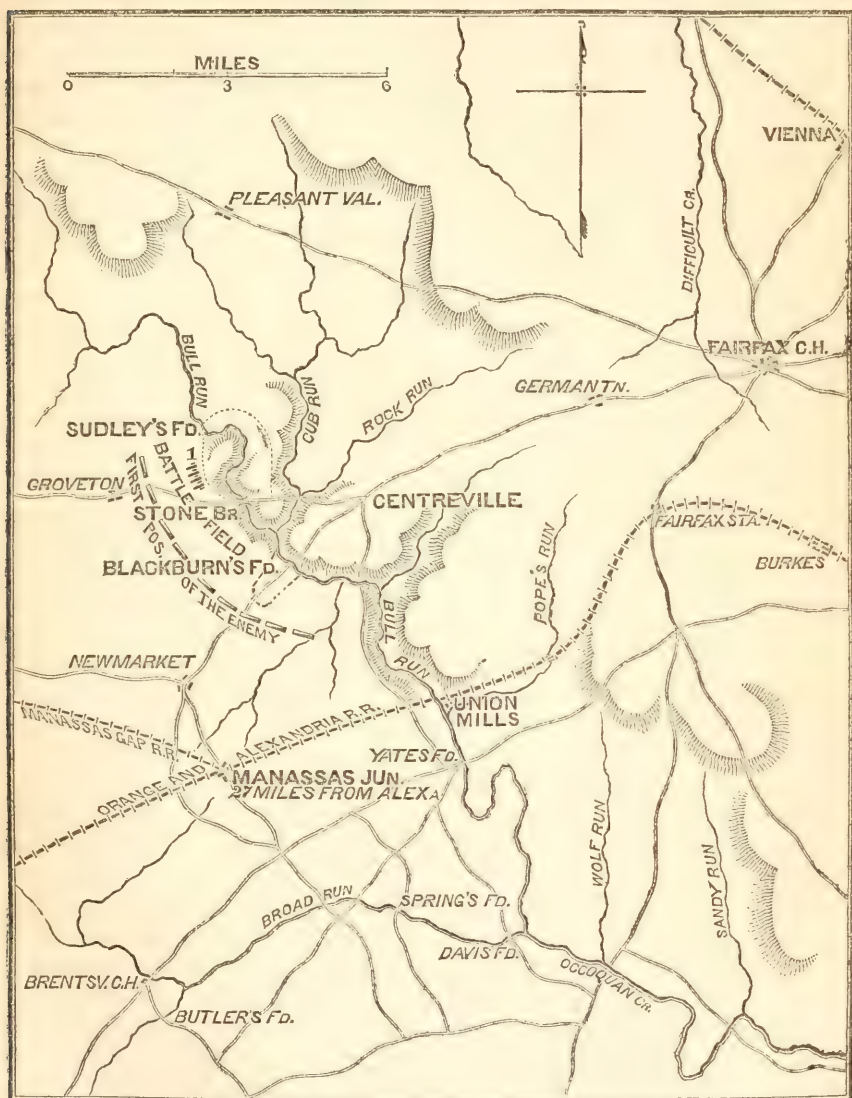 MILES
0 3 6
VIENNA
PLEASANT VAL.
DIFFICULT CR.
BULL RUN
CUB RUN
ROCK RUN
FAIRFAX C.H.
GERMANTN.
SUDLEY'S FD.
1
BATTLE FIELD
GROVETON
FIRST POS. OF THE ENEMY
STONE BR.
CENTREVILLE
FAIRFAX STA.
BLACKBURN'S FD.
BURKES
POPE'S RUN
BULL RUN
NEWMARKET
UNION
MILLS
MANASSAS GAP R.R.
ORANGE AND ALEXANDRIA R.R.
YATES FD.
MANASSAS JUN.
27 MILES FROM ALEXA
WOLF RUN
SANDY RUN
BROAD RUN
SPRING'S FD.
DAVIS FD.
OCCOQUAN CR.
BRENTSV. C.H.
BUTLER'S FD.